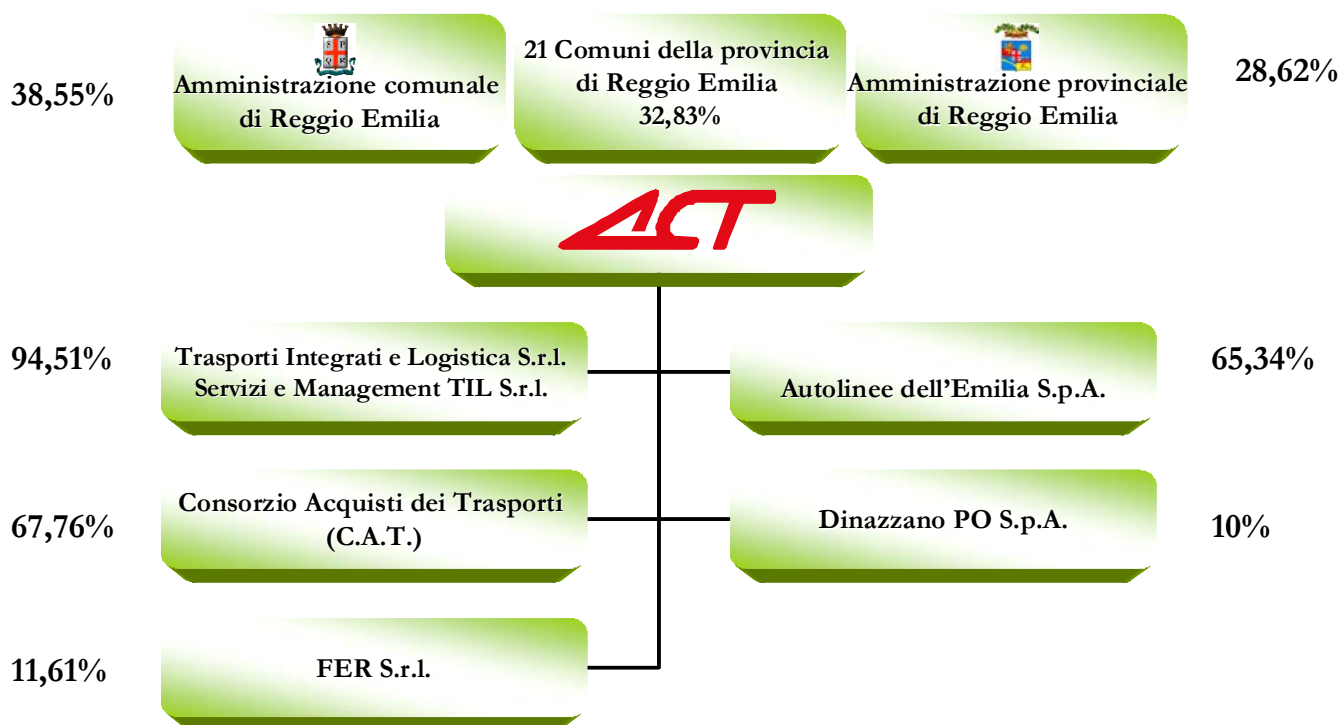 38,55%
Amministrazione comunale
di Reggio Emilia
21 Comuni della provincia
di Reggio Emilia
32,83%
Amministrazione provinciale
di Reggio Emilia
28,62%
ACT
94,51%
Trasporti Integrati e Logistica S.r.l.
Servizi e Management TIL S.r.l.
Autolinee dell’Emilia S.p.A.
65,34%
67,76%
Consorzio Acquisti dei Trasporti
(C.A.T.)
Dinazzano PO S.p.A.
10%
11,61%
FER S.r.l.